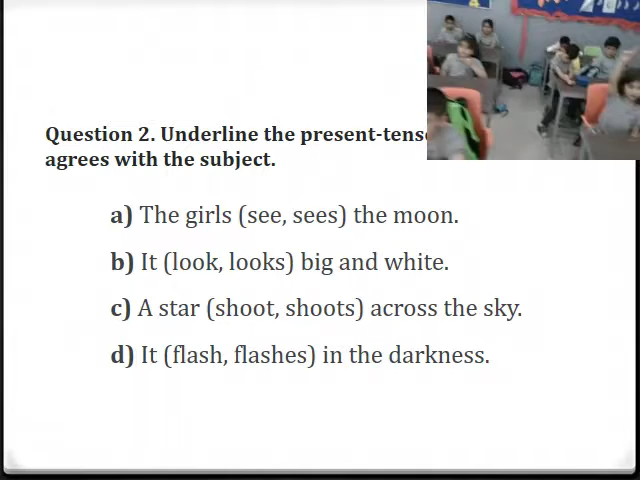 Question 2. Underline the present-tense
agrees with the subject.
a) The girls (see, sees) the moon.
b) It (look, looks) big and white.
c) A star (shoot, shoots) across the sky.
d) It (flash, flashes) in the darkness.